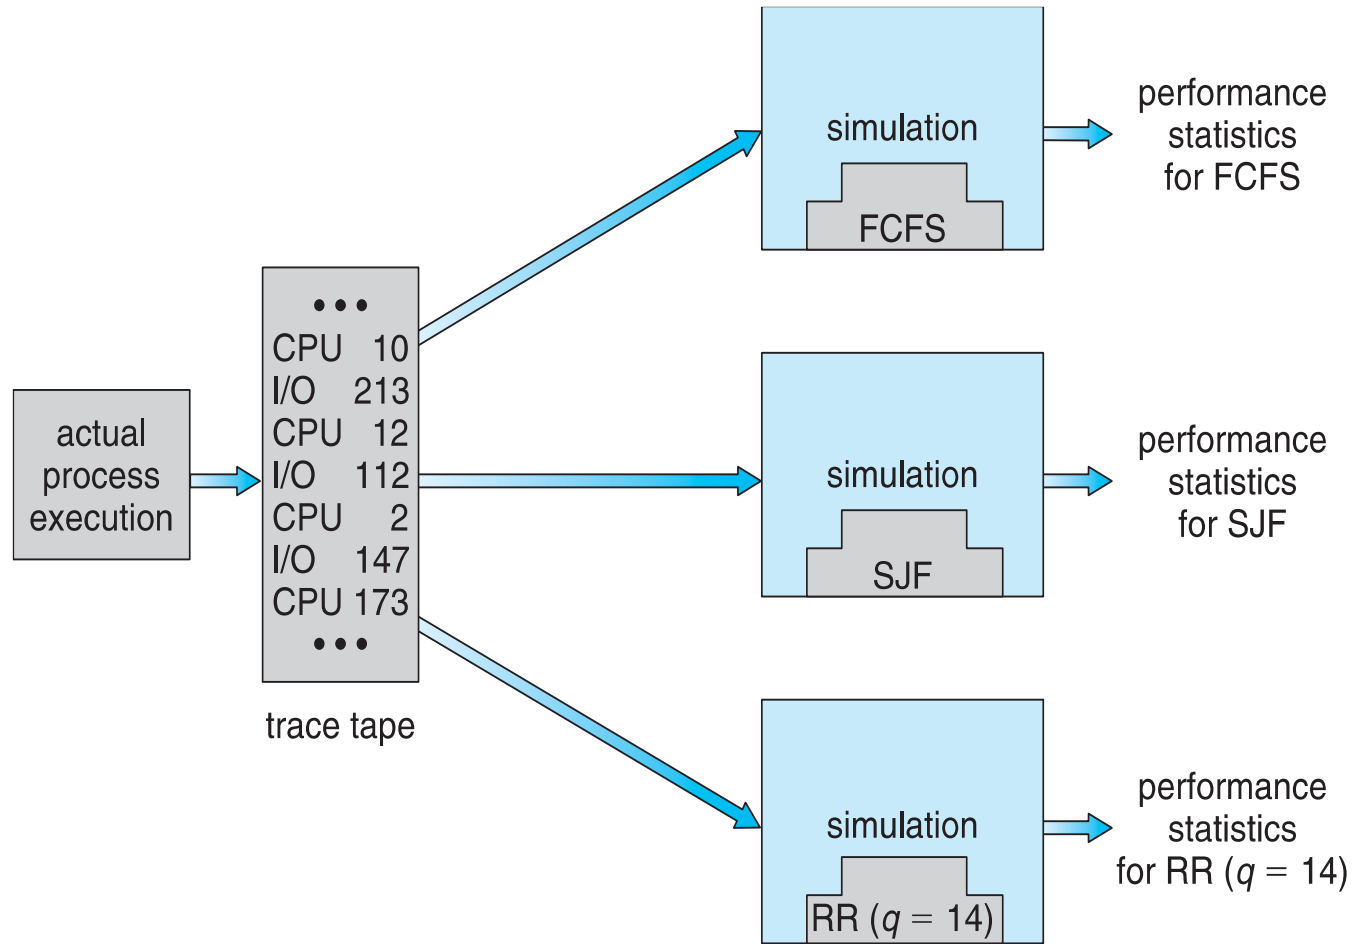 actual
process
execution
• • •
CPU 10
I/O 213
CPU 12
I/O 112
CPU 2
I/O 147
CPU 173
• • •
trace tape
simulation
FCFS
performance
statistics
for FCFS
simulation
SJF
performance
statistics
for SJF
simulation
RR (q = 14)
performance
statistics
for RR (q = 14)